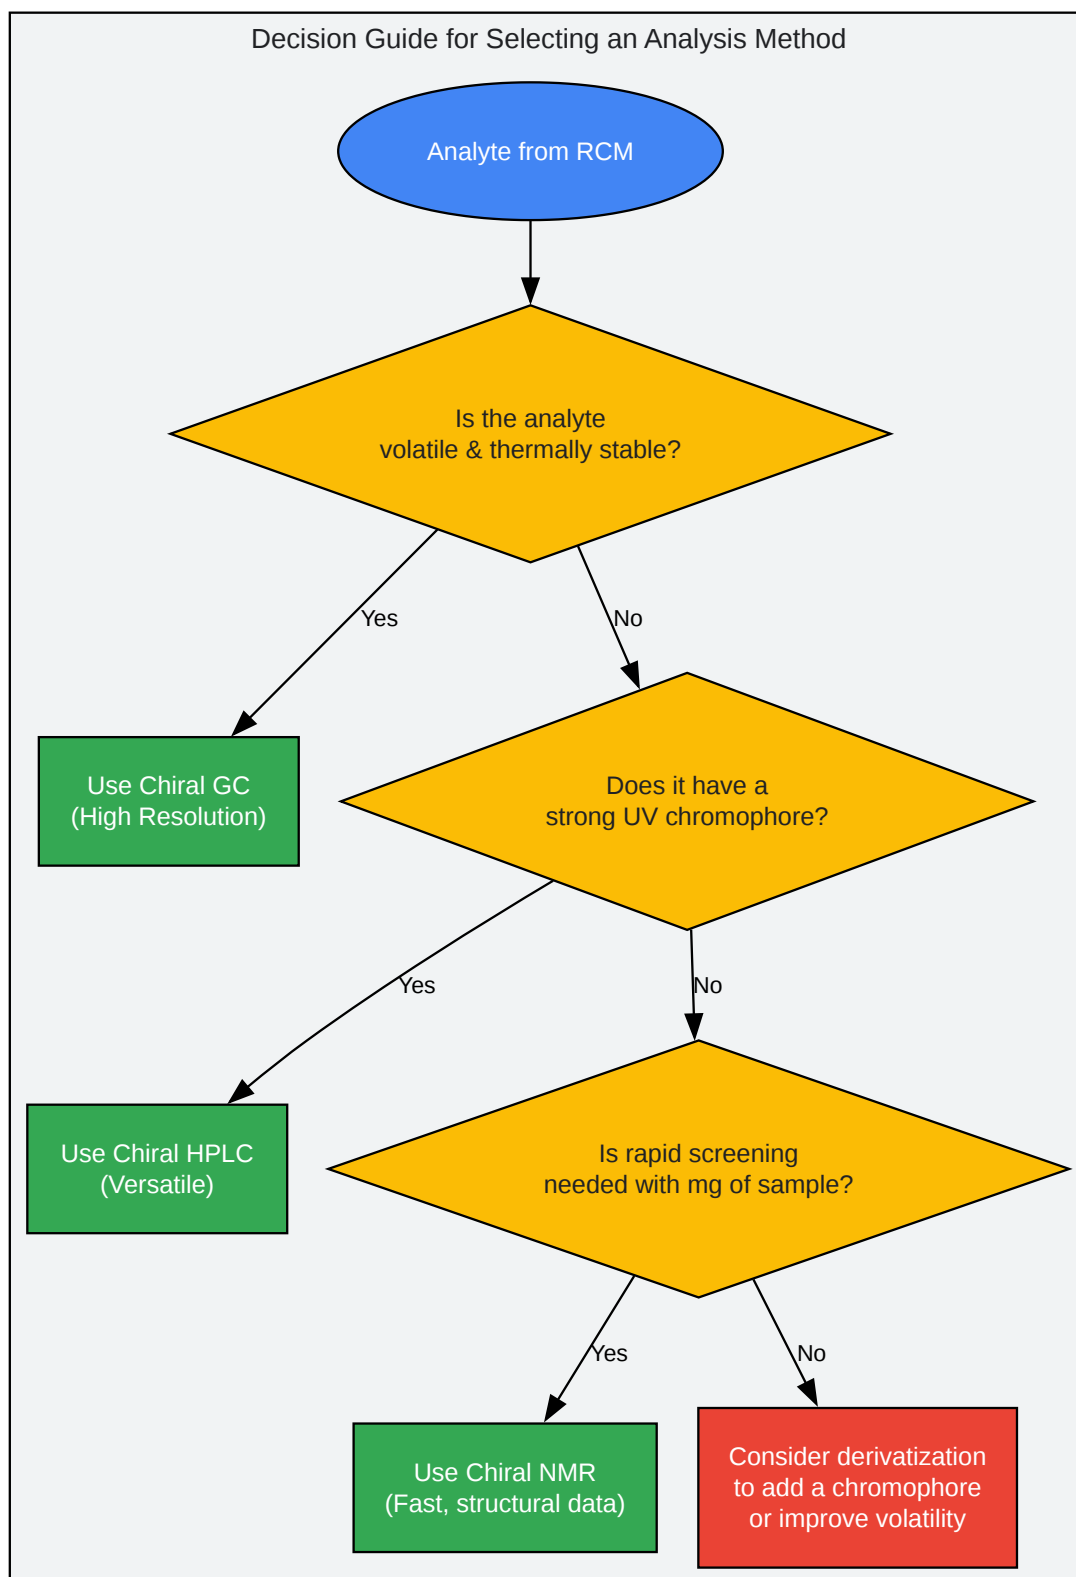 Decision Guide for Selecting an Analysis Method
Analyte from RCM
Is the analyte
volatile & thermally stable?
Yes
No
Use Chiral GC
(High Resolution)
Does it have a
strong UV chromophore?
Yes
No
Use Chiral HPLC
(Versatile)
Is rapid screening
needed with mg of sample?
Yes
No
Use Chiral NMR
(Fast, structural data)
Consider derivatization
to add a chromophore
or improve volatility